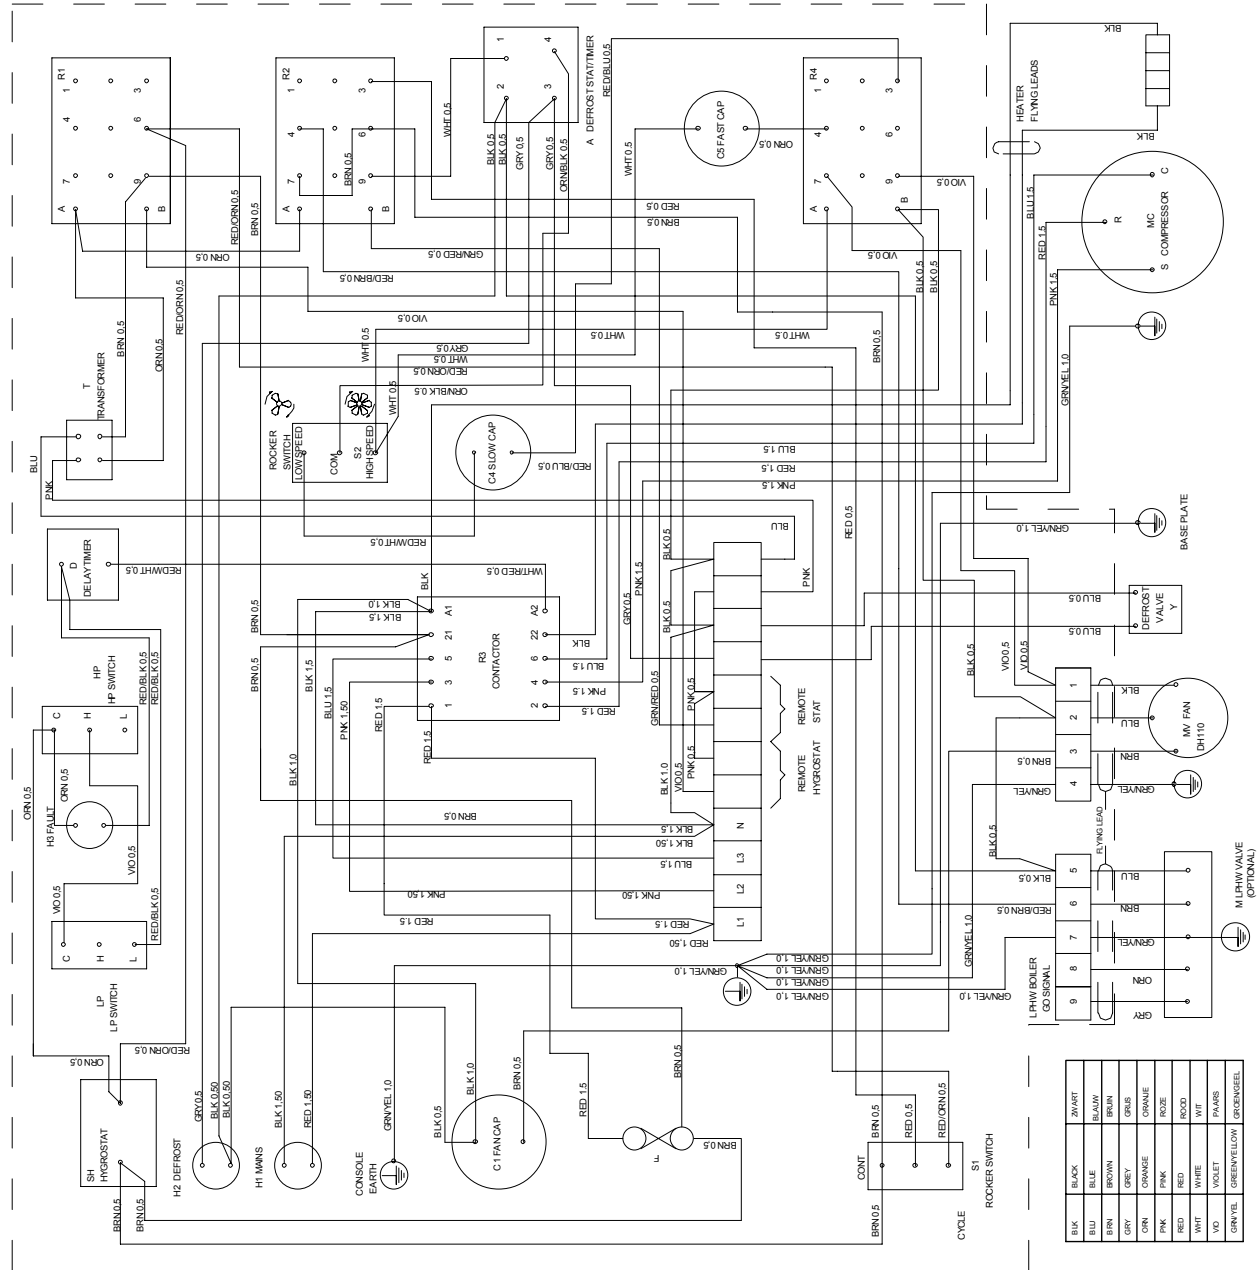 R1
1
3
4
6
7
9
A
B
R2
1
3
4
6
7
9
A
B
1
4
2
3
A DEFROST STAT/TIMER
R4
1
3
4
6
7
9
A
B
C5 FAST CAP
HEATER
FLYING LEADS
BLK
BLK
MC
COMPRESSOR
C
R
S
BLU 1.5
RED 1.5
PNK 1.5
GRN/YEL 1,0
WHT 0.5
BLK 0.5
BLK 0.5
GRY 0,5
GRY 0,5
ORN/BLK 0.5
RED/BLU 0,5
WHT 0.5
ORN 0,5
VIO 0,5
VIO 0,5
BLK 0.5
BLK 0.5
BRN 0,5
RED 0.5
BRN 0.5
RED/ORN 0,5
BRN 0,5
ORN 0.5
GRN/RED 0,5
RED/BRN 0.5
VIO 0,5
BRN 0.5
ORN 0.5
RED/ORN 0,5
T
TRANSFORMER
BLU
PNK
ROCKER
SWITCH
LOW SPEED
COM
S2
HIGH SPEED
WHT 0.5
WHT 0.5
GRY 0.5
WHT 0.5
RED/ORN 0.5
ORN/BLK 0.5
WHT 0.5
WHT 0.5
BRN 0.5
C4 SLOW CAP
RED/BLU 0,5
RED/WHT 0,5
BLU 1.5
RED 1.5
PNK 1.5
BLU
PNK
RED 0,5
D
DELAY TIMER
RED/WHT 0,5
WHT/RED 0,5
BLK
BLK 1,0
BLK 1.5
R3
CONTACTOR
A1
21
5
3
1
A2
22
6
4
2
BLK
BLU 1.5
PNK 1.5
RED 1.5
PNK 1.5
GRY 0,5
BLK 0.5
BLK 0.5
BRN 0,5
BRN 0,5
BLK 1,5
BLU 1,5
PNK 1,50
RED 1.5
RED 1.5
HP
HP SWITCH
C
H
L
RED/BLK 0,5
RED/BLK 0,5
ORN 0,5
ORN 0,5
H3 FAULT
VIO 0,5
VIO 0,5
RED/BLK 0,5
C
H
L
LP
LP SWITCH
BLK 1,0
BRN 0.5
GRN/RED 0,5
PNK 0.5
PNK 0.5
BLK 1.0
VIO 0,5
REMOTE
STAT
REMOTE
HYGROSTAT
N
L3
L2
L1
BLK 1.5
BLK 1,50
BLU 1.5
PNK 1,50
PNK 1,50
RED 1.5
RED 1.5
RED 1,50
GRN/YEL 1,0
BASE PLATE
DEFROST
VALVE
Y
BLU 0.5
BLU 0.5
BLK 0,5
VIO 0,5
VIO 0,5
1
2
3
4
BLK
BLU
BRN
GRN/YEL
BRN 0,5
GRN/YEL
MV FAN
DH110
FLYING LEAD
BLK 0,5
BLK 0,5
RED/BRN 0,5
5
6
7
8
9
BLU
BRN
GRN/YEL
ORN
GRY
M LPHW VALVE
(OPTIONAL)
LPHW BOILER
GO SIGNAL
GRN/YEL 1,0
GRN/YEL 1,0
GRN/YEL 1,0
GRN/YEL 1,0
GRN/YEL 1,0
GRN/YEL 1,0
GRN/YEL 1,0
ORN 0.5
RED/ORN 0.5
SH
HYGROSTAT
BRN 0.5
BRN 0.5
H2 DEFROST
GRY 0.5
BLK 0,50
BLK 0,50
H1 MAINS
BLK 1,50
RED 1,50
CONSOLE
EARTH
GRN/YEL 1,0
C1 FAN CAP
BLK 0,5
BLK 1,0
BRN 0,5
RED 1,5
BRN 0.5
BRN 0.5
F
CONT
CYCLE
S1
ROCKER SWITCH
BRN 0.5
BRN 0.5
RED 0,5
RED/ORN 0,5
BLK BLACK ZWART
BLU BLUE BLAUW
BRN BROWN BRUIN
GRY GREY GRIJS
ORN ORANGE ORANJE
PNK PINK ROZE
RED RED ROOD
WHT WHITE WIT
VIO VIOLET PAARS
GRN/YEL GREEN/YELLOW GROEN/GEEL